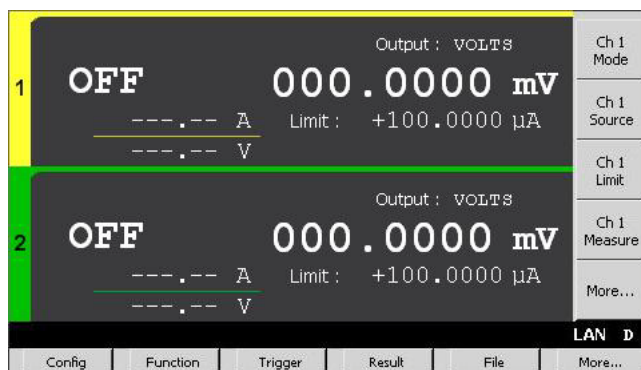 1
Output : VOLTS
OFF 000.0000 mV
---.-- A Limit : +100.0000 µA
---.-- V
2
Output : VOLTS
OFF 000.0000 mV
---.-- A Limit : +100.0000 µA
---.-- V
Ch 1
Mode
Ch 1
Source
Ch 1
Limit
Ch 1
Measure
More...
LAN D
Config Function Trigger Result File More...